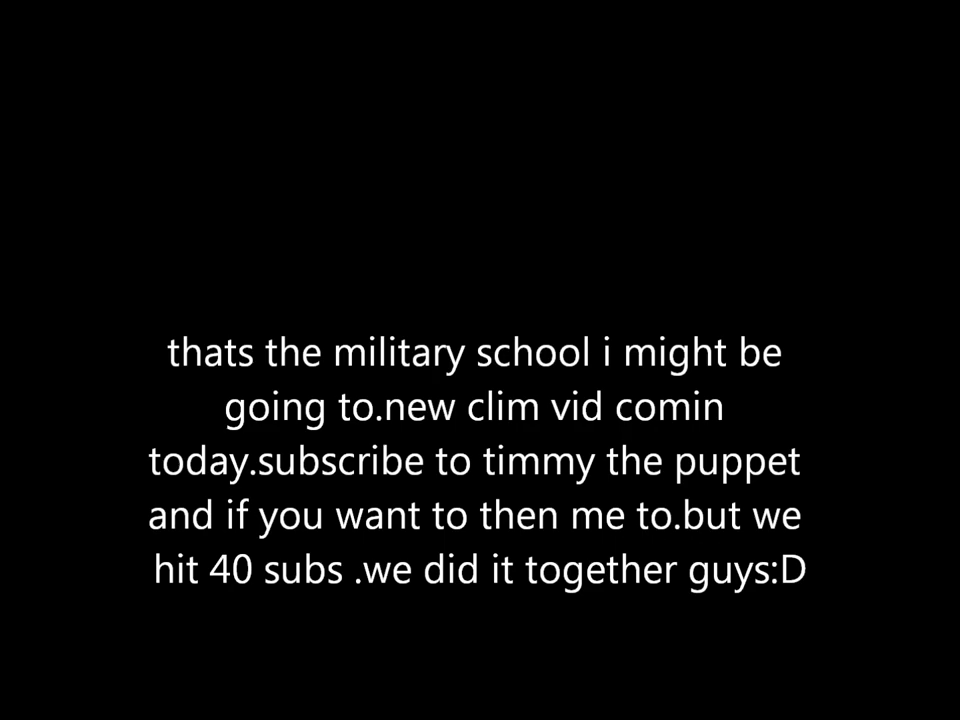 thats the military school i might be
going to.new clim vid comin
today.subscribe to timmy the puppet
and if you want to then me to.but we
hit 40 subs .we did it together guys:D